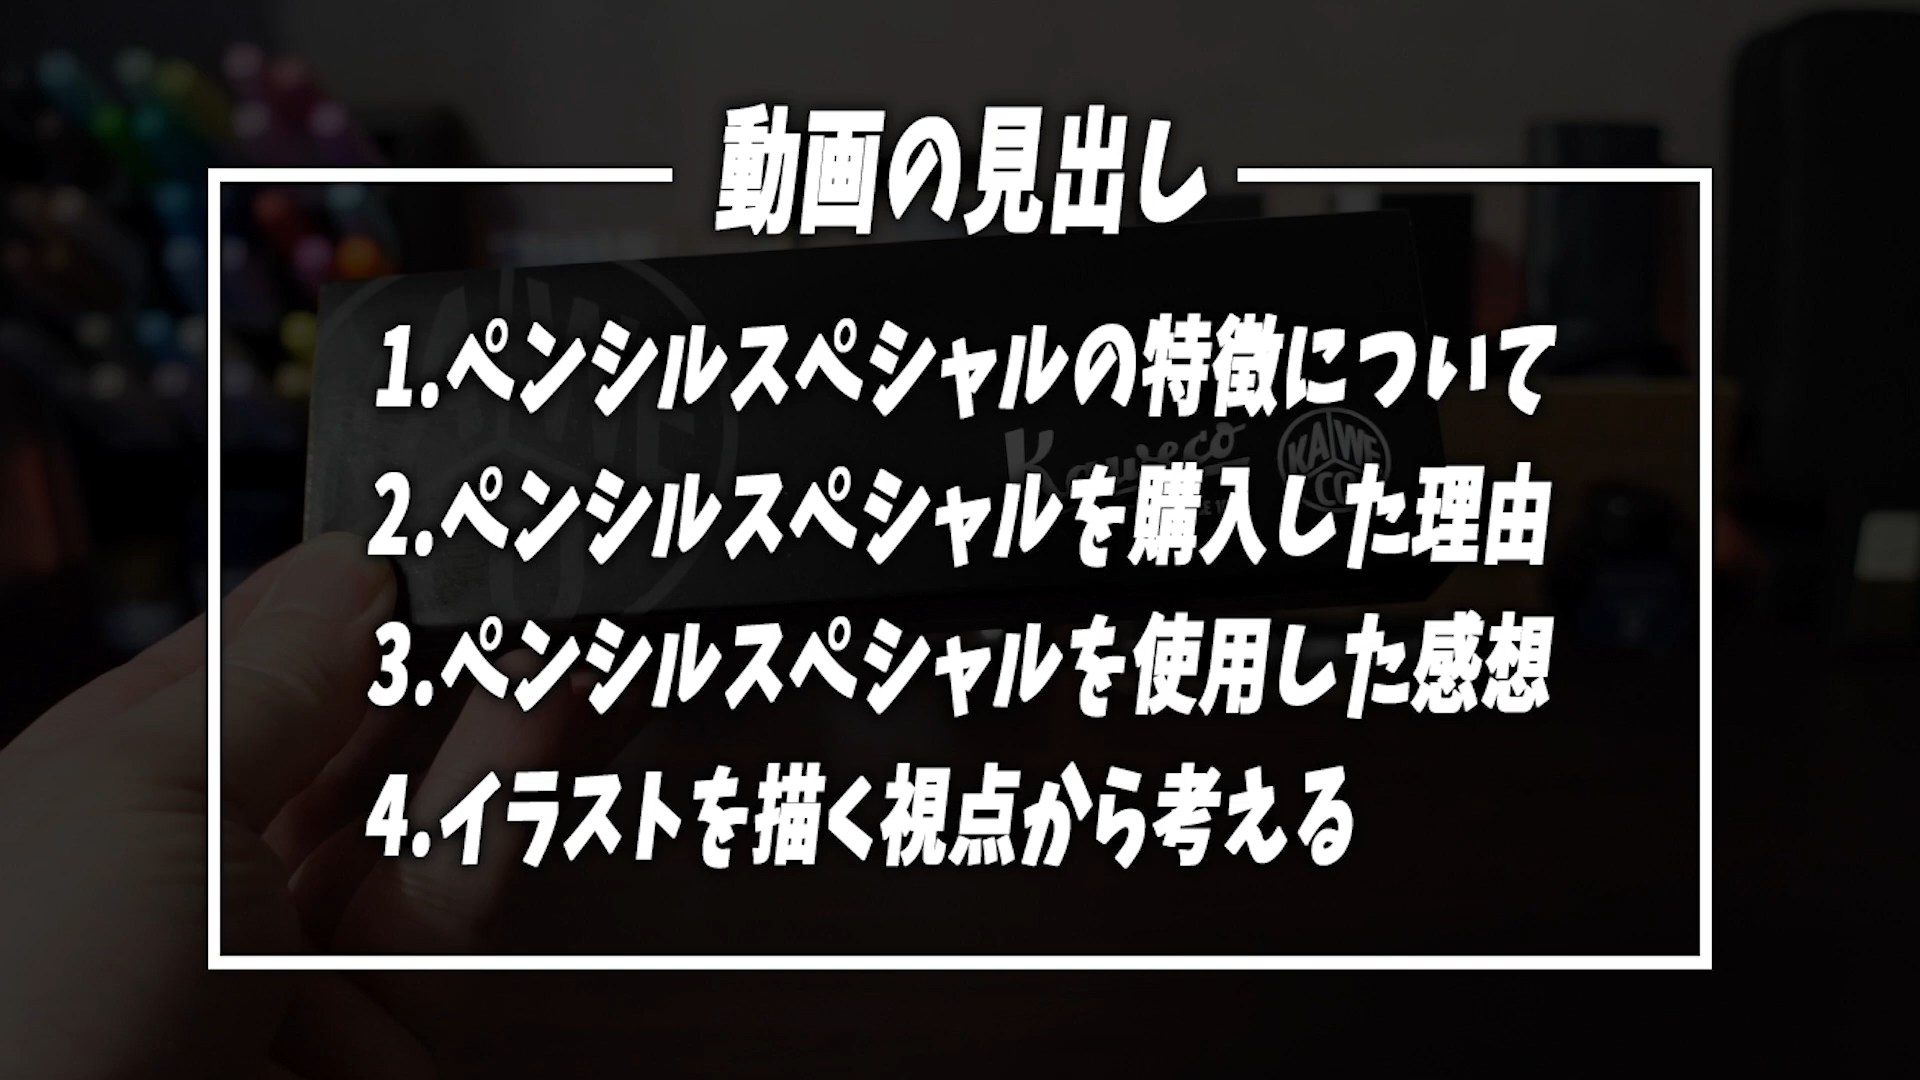 動画の見出し
1.ペンシルスペシャルの特徴について
2.ペンシルスペシャルを購入した理由
3.ペンシルスペシャルを使用した感想
4.イラストを描く視点から考える
Kaweco
KAWECO